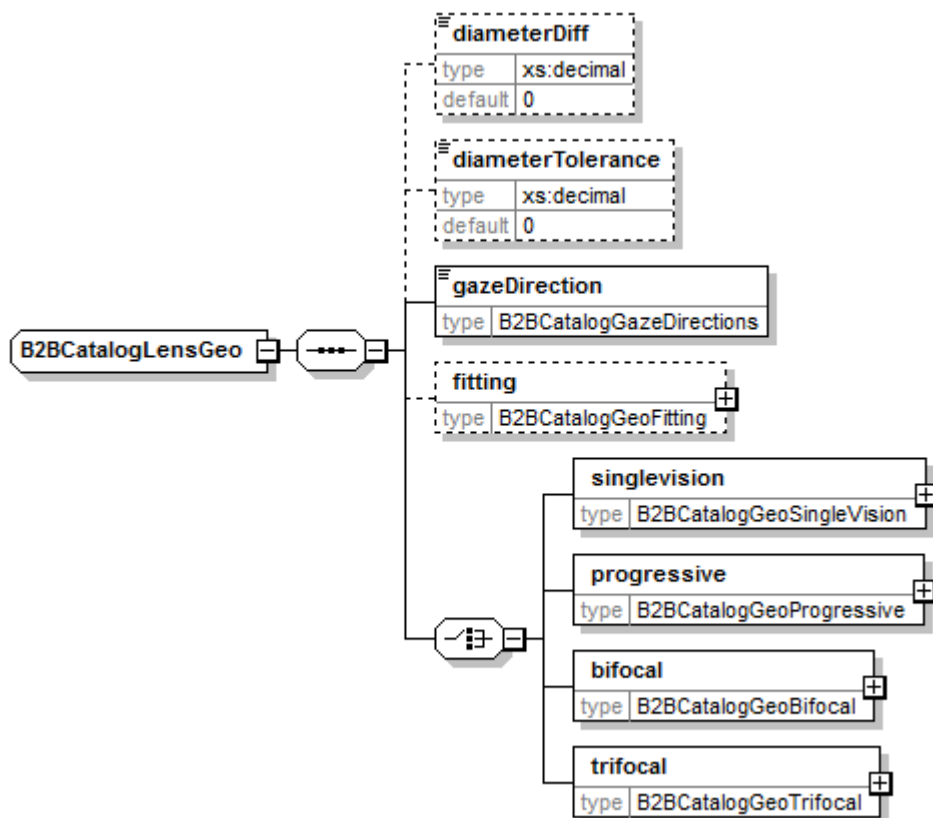 diameterDiff
type xs:decimal
default 0
diameterTolerance
type xs:decimal
default 0
gazeDirection
type B2BCatalogGazeDirections
B2BCatalogLensGeo
fitting
type B2BCatalogGeoFitting
singlevision
type B2BCatalogGeoSingleVision
progressive
type B2BCatalogGeoProgressive
bifocal
type B2BCatalogGeoBifocal
trifocal
type B2BCatalogGeoTrifocal